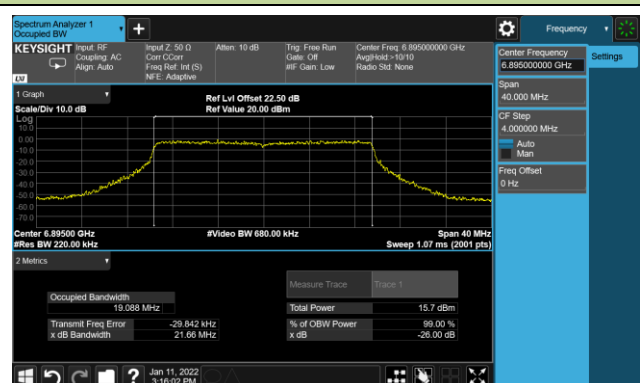 Spectrum Analyzer 1
Occupied BW
+
Frequency
KEYSIGHT
LXI
Input: RF
Coupling: AC
Align: Auto
Input Z: 50 Ω
Corr CCorr
Freq Ref: Int (S)
NFE: Adaptive
Atten: 10 dB
Trig: Free Run
Gate: Off
#IF Gain: Low
Center Freq: 6.895000000 GHz
Avg|Hold:>10/10
Radio Std: None
Center Frequency
6.895000000 GHz
Settings
Span
40.000 MHz
CF Step
4.000000 MHz
Auto
Man
Freq Offset
0 Hz
1 Graph
Scale/Div 10.0 dB
Ref Lvl Offset 22.50 dB
Ref Value 20.00 dBm
Log
10.0
0.00
-10.0
-20.0
-30.0
-40.0
-50.0
-60.0
-70.0
Center 6.89500 GHz
#Res BW 220.00 kHz
#Video BW 680.00 kHz
Span 40 MHz
Sweep 1.07 ms (2001 pts)
2 Metrics
Measure Trace
Trace 1
Occupied Bandwidth
19.088 MHz
Total Power
15.7 dBm
Transmit Freq Error
-29.842 kHz
% of OBW Power
99.00 %
x dB Bandwidth
21.66 MHz
x dB
-26.00 dB
?
Jan 11, 2022
3:16:02 PM